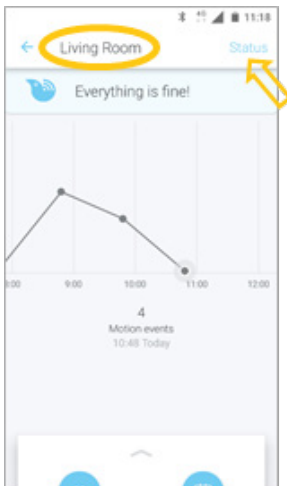 11:18
Living Room
Status
Everything is fine!
9:00 10:00 11:00 12:00
4
Motion events
10:48 Today